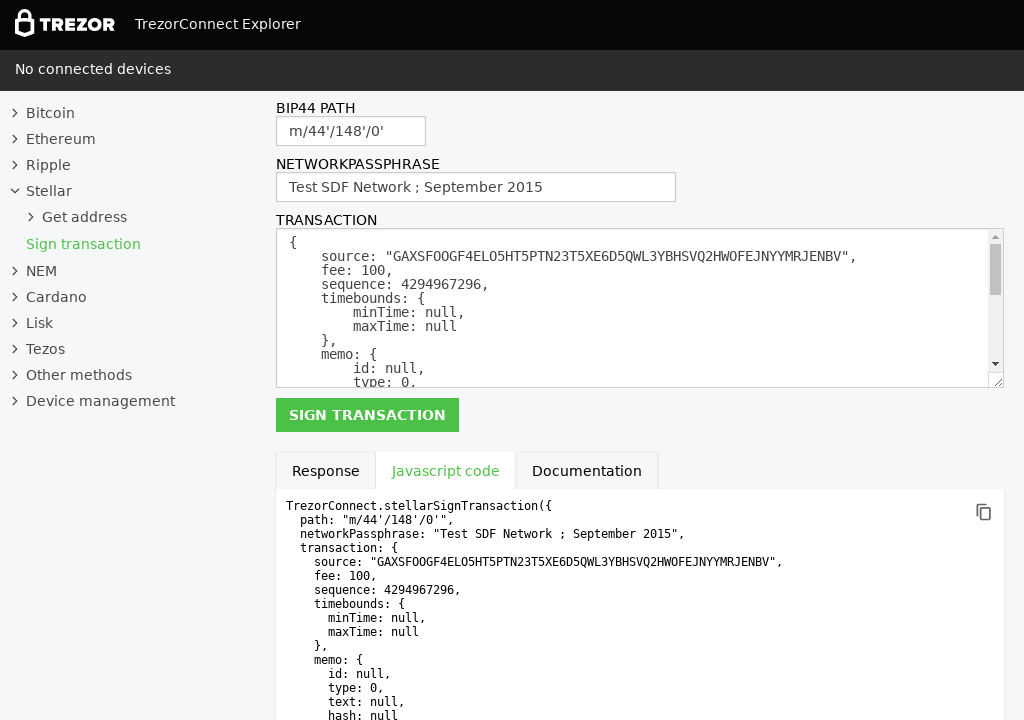 TREZOR TrezorConnect Explorer
No connected devices
Bitcoin
Ethereum
Ripple
Stellar
Get address
Sign transaction
NEM
Cardano
Lisk
Tezos
Other methods
Device management
BIP44 PATH
m/44'/148'/0'
NETWORKPASSPHRASE
Test SDF Network ; September 2015
TRANSACTION
{
source: "GAXSFOOGF4ELO5HT5PTN23T5XE6D5QWL3YBHSVQ2HWOFEJNYYMRJENBV",
fee: 100,
sequence: 4294967296,
timebounds: {
minTime: null,
maxTime: null
},
memo: {
id: null,
type: 0,
SIGN TRANSACTION
Response Javascript code Documentation
TrezorConnect.stellarSignTransaction({
path: "m/44'/148'/0'",
networkPassphrase: "Test SDF Network ; September 2015",
transaction: {
source: "GAXSFOOGF4ELO5HT5PTN23T5XE6D5QWL3YBHSVQ2HWOFEJNYYMRJENBV",
fee: 100,
sequence: 4294967296,
timebounds: {
minTime: null,
maxTime: null
},
memo: {
id: null,
type: 0,
text: null,
hash: null